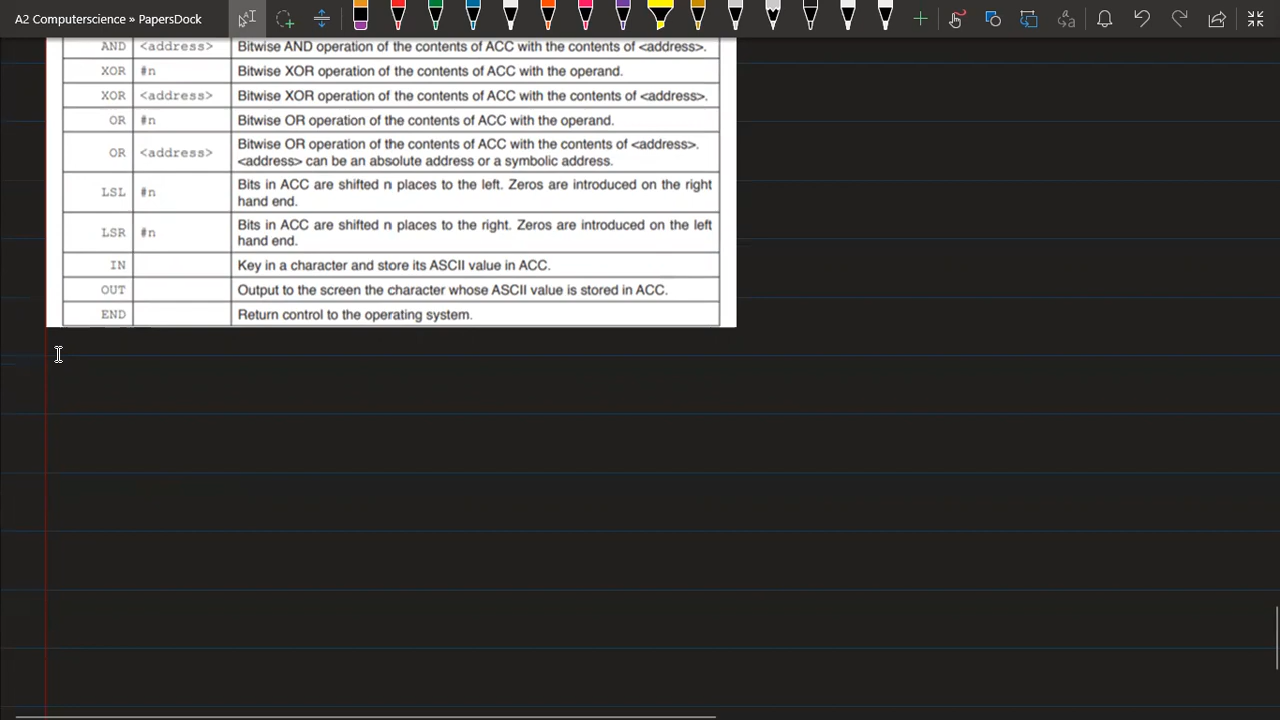 A2 Computerscience » PapersDock
AND <address> Bitwise AND operation of the contents of ACC with the contents of <address>.
XOR #n Bitwise XOR operation of the contents of ACC with the operand.
XOR <address> Bitwise XOR operation of the contents of ACC with the contents of <address>.
OR #n Bitwise OR operation of the contents of ACC with the operand.
OR <address> Bitwise OR operation of the contents of ACC with the contents of <address>.
<address> can be an absolute address or a symbolic address.
LSL #n Bits in ACC are shifted n places to the left. Zeros are introduced on the right
hand end.
LSR #n Bits in ACC are shifted n places to the right. Zeros are introduced on the left
hand end.
IN Key in a character and store its ASCII value in ACC.
OUT Output to the screen the character whose ASCII value is stored in ACC.
END Return control to the operating system.